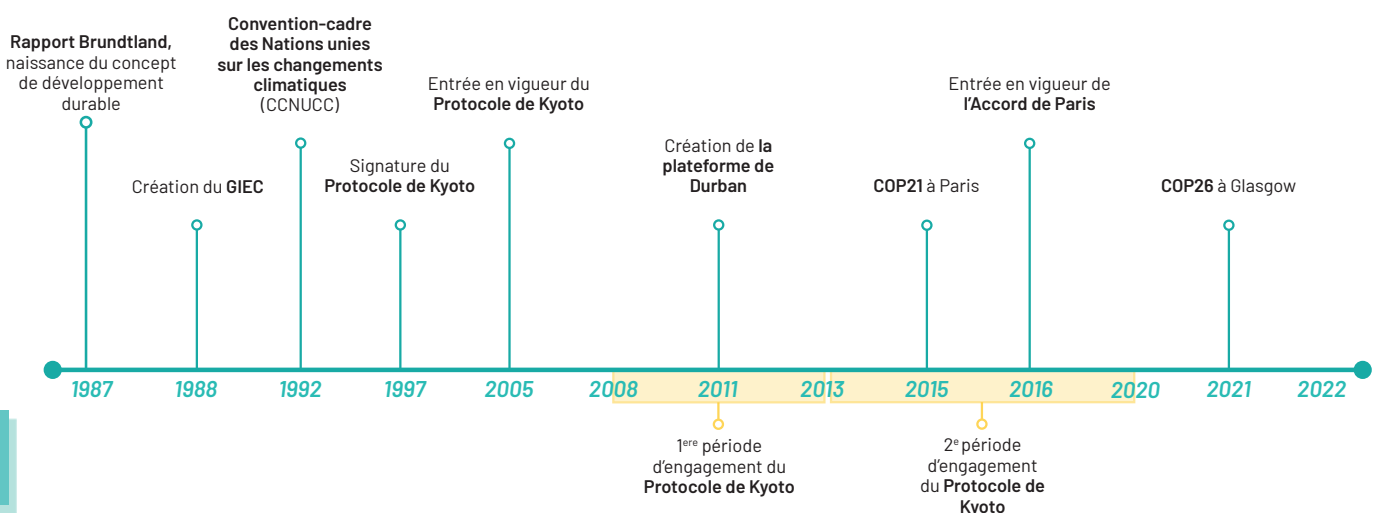 Rapport Brundtland,
naissance du concept
de développement
durable
Création du GIEC
Convention-cadre
des Nations unies
sur les changements
climatiques
(CCNUCC)
Signature du
Protocole de Kyoto
Entrée en vigueur du
Protocole de Kyoto
Création de la
plateforme de
Durban
COP21 à Paris
Entrée en vigueur de
l'Accord de Paris
COP26 à Glasgow
1987 1988 1992 1997 2005 2008 2011 2013 2015 2016 2020 2021 2022
1ere période
d'engagement du
Protocole de Kyoto
2e période
d'engagement
du Protocole de
Kyoto